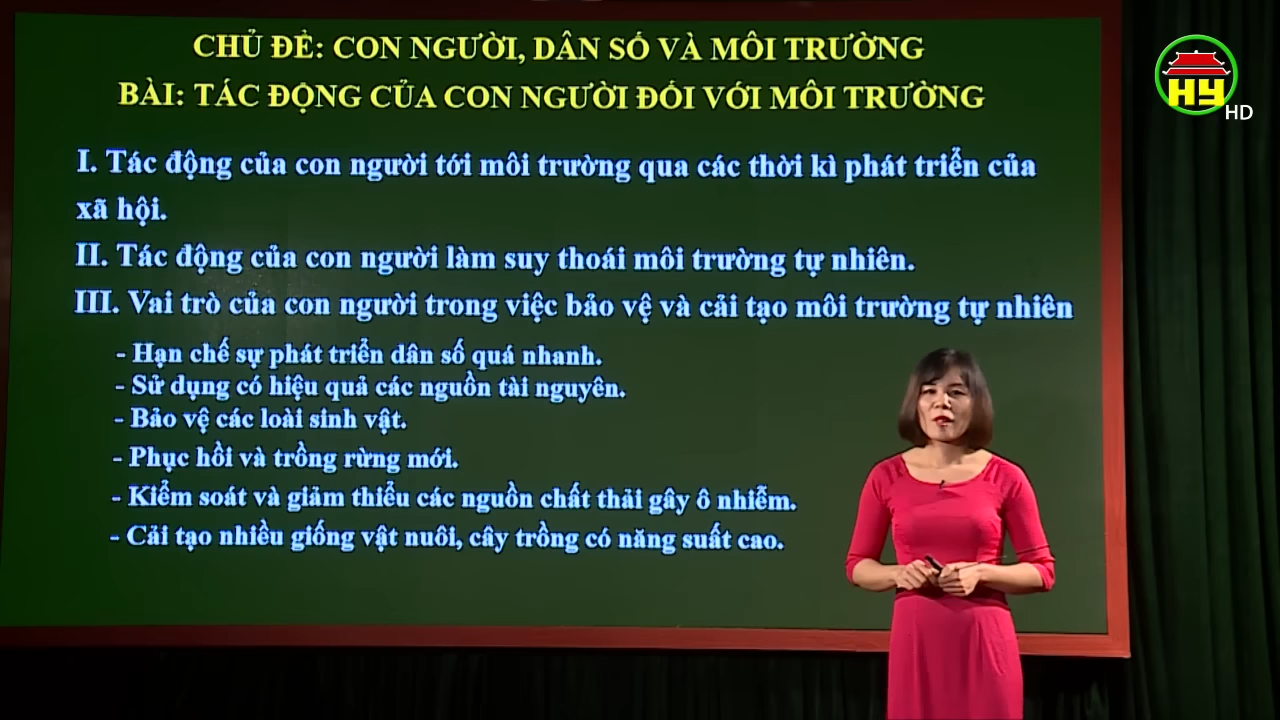 CHỦ ĐỀ: CON NGƯỜI, DÂN SỐ VÀ MÔI TRƯỜNG
BÀI: TÁC ĐỘNG CỦA CON NGƯỜI ĐỐI VỚI MÔI TRƯỜNG
HY
HD
I. Tác động của con người tới môi trường qua các thời kì phát triển của
xã hội.
II. Tác động của con người làm suy thoái môi trường tự nhiên.
III. Vai trò của con người trong việc bảo vệ và cải tạo môi trường tự nhiên
- Hạn chế sự phát triển dân số quá nhanh.
- Sử dụng có hiệu quả các nguồn tài nguyên.
- Bảo vệ các loài sinh vật.
- Phục hồi và trồng rừng mới.
- Kiểm soát và giảm thiểu các nguồn chất thải gây ô nhiễm.
- Cải tạo nhiều giống vật nuôi, cây trồng có năng suất cao.